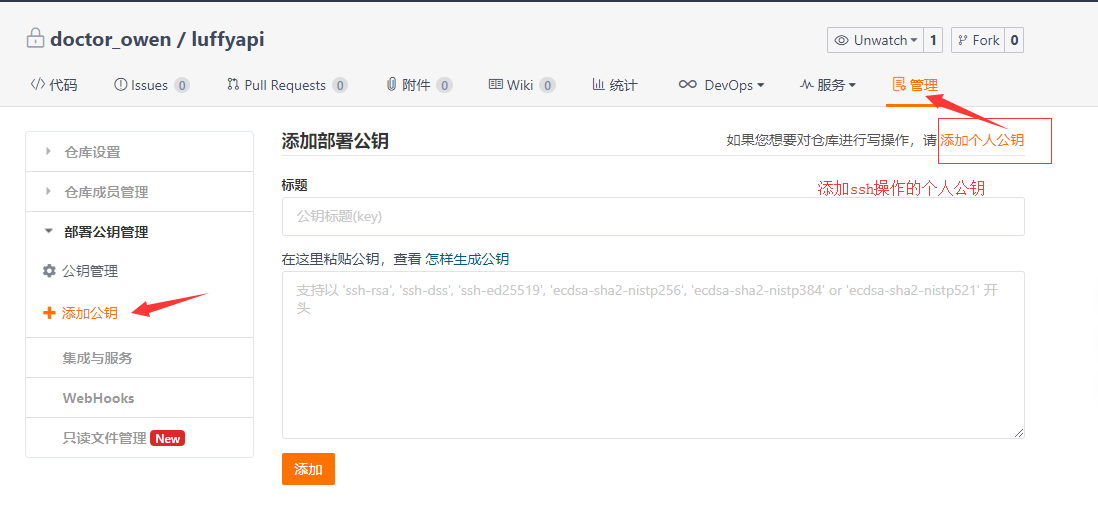 doctor_owen / luffyapi
Unwatch 1 Fork 0
代码 Issues 0 Pull Requests 0 附件 0 Wiki 0 统计 DevOps 服务 管理
仓库设置
仓库成员管理
部署公钥管理
公钥管理
添加公钥
集成与服务
WebHooks
只读文件管理 New
添加部署公钥
如果您想要对仓库进行写操作，请 添加个人公钥
添加ssh操作的个人公钥
标题
公钥标题(key)
在这里粘贴公钥，查看 怎样生成公钥
支持以 'ssh-rsa', 'ssh-dss', 'ssh-ed25519', 'ecdsa-sha2-nistp256', 'ecdsa-sha2-nistp384' or 'ecdsa-sha2-nistp521' 开
头
添加